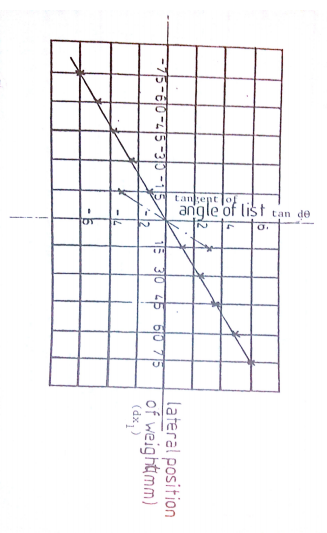 -75 -60 -45 -30 -15
tangent (of
angle of list tan dθ
-6 -4 -2 2 4 6
15 30 45 60 75
lateral position
of weight(mm)
(dx₁)